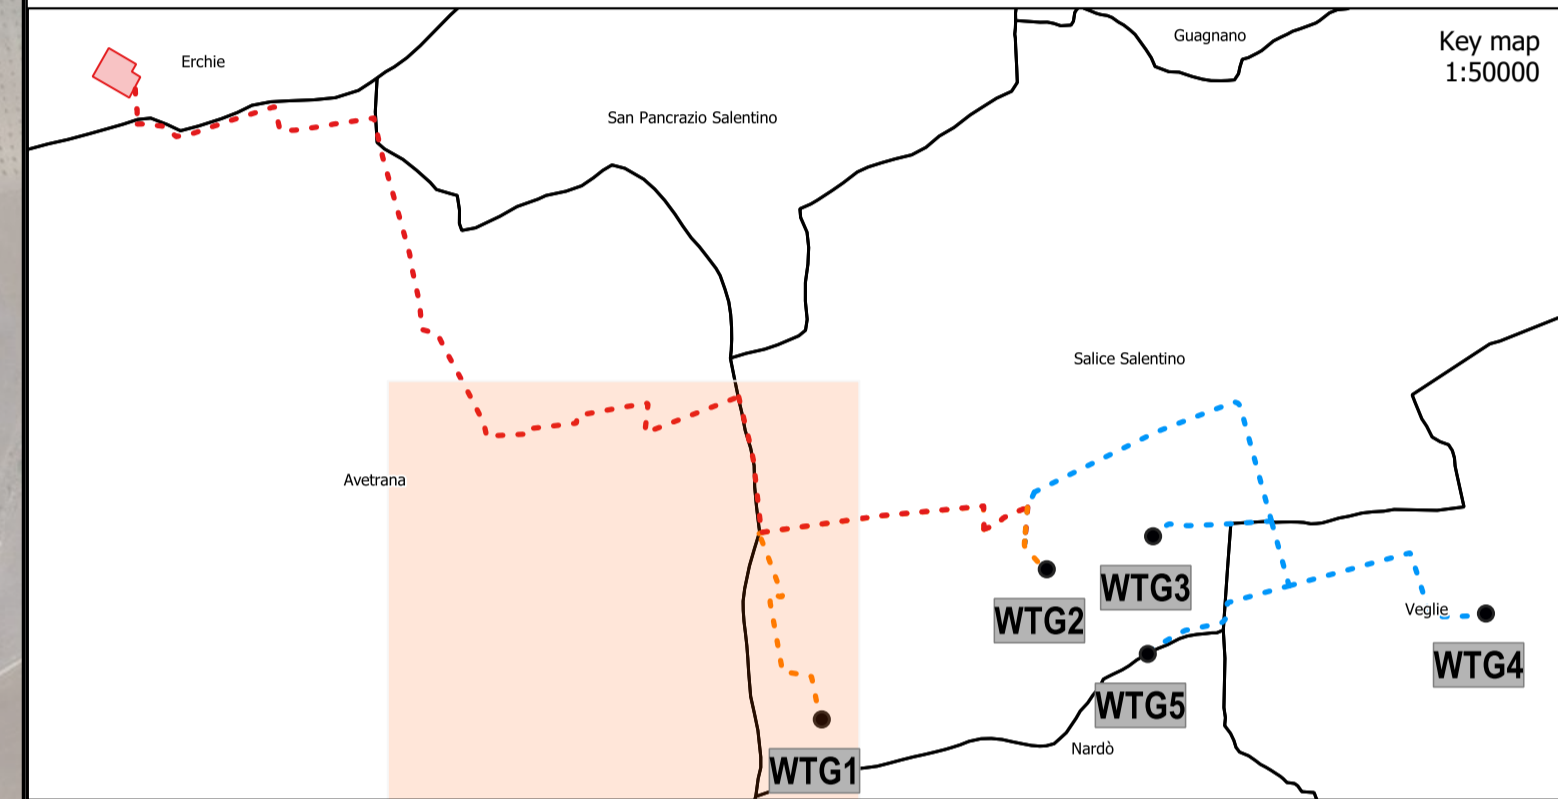 Guagnano
Key map
1:50000
Erchie
San Pancrazio Salentino
Salice Salentino
Avetrana
WTG3
Veglie
WTG2
WTG4
WTG5
Nardò
WTG1